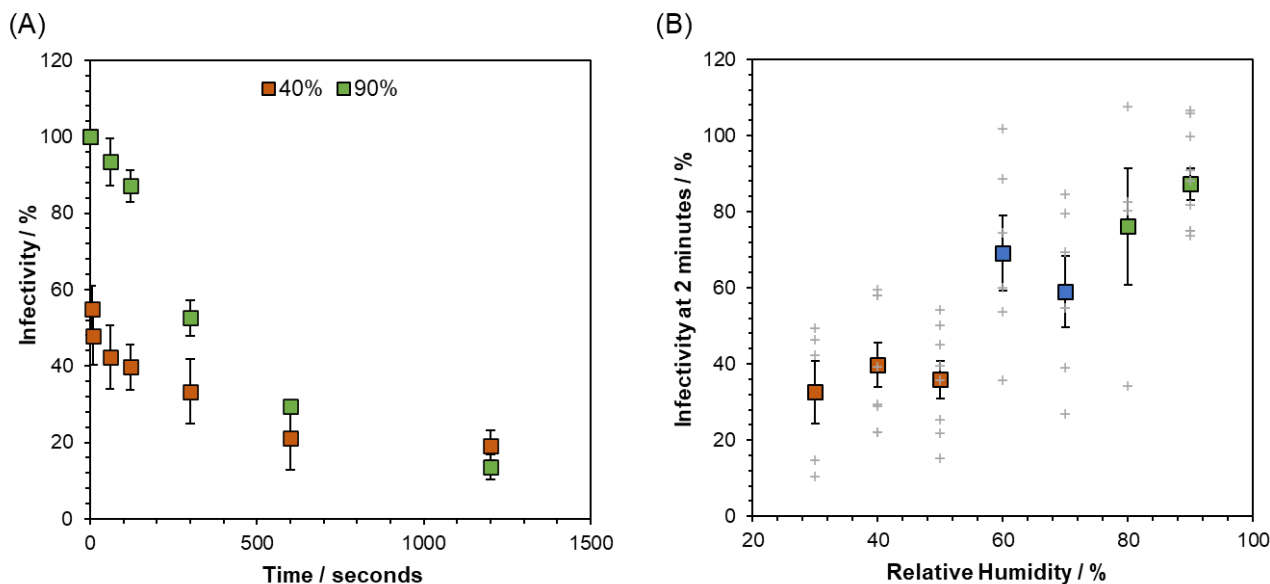 (A)
120
100
80
60
40
20
0
0 500 1000 1500
Infectivity / %
Time / seconds
40% 90%
(B)
120
100
80
60
40
20
0
20 40 60 80 100
Infectivity at 2 minutes / %
Relative Humidity / %